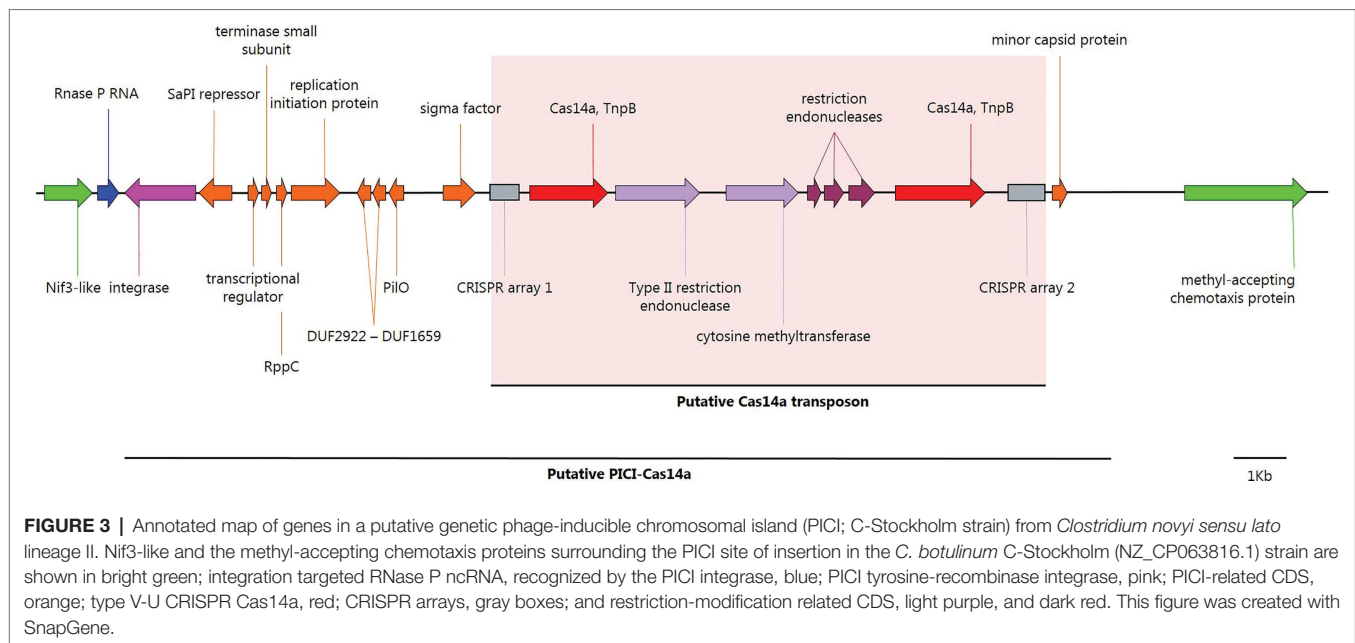 terminase small
subunit
minor capsid protein
replication
initiation protein
Rnase P RNA
SaPI repressor
sigma factor
Cas14a, TnpB
restriction
endonucleases
Cas14a, TnpB
Nif3-like
integrase
transcriptional
regulator
PilO
CRISPR array 1
Type II restriction
endonuclease
CRISPR array 2
methyl-accepting
chemotaxis protein
DUF2922 – DUF1659
cytosine methyltransferase
RppC
Putative Cas14a transposon
Putative PICI-Cas14a
1Kb
FIGURE 3 | Annotated map of genes in a putative genetic phage-inducible chromosomal island (PICI; C-Stockholm strain) from Clostridium novyi sensu lato
lineage II. Nif3-like and the methyl-accepting chemotaxis proteins surrounding the PICI site of insertion in the C. botulinum C-Stockholm (NZ_CP063816.1) strain are
shown in bright green; integration targeted RNase P ncRNA, recognized by the PICI integrase, blue; PICI tyrosine-recombinase integrase, pink; PICI-related CDS,
orange; type V-U CRISPR Cas14a, red; CRISPR arrays, gray boxes; and restriction-modification related CDS, light purple, and dark red. This figure was created with
SnapGene.